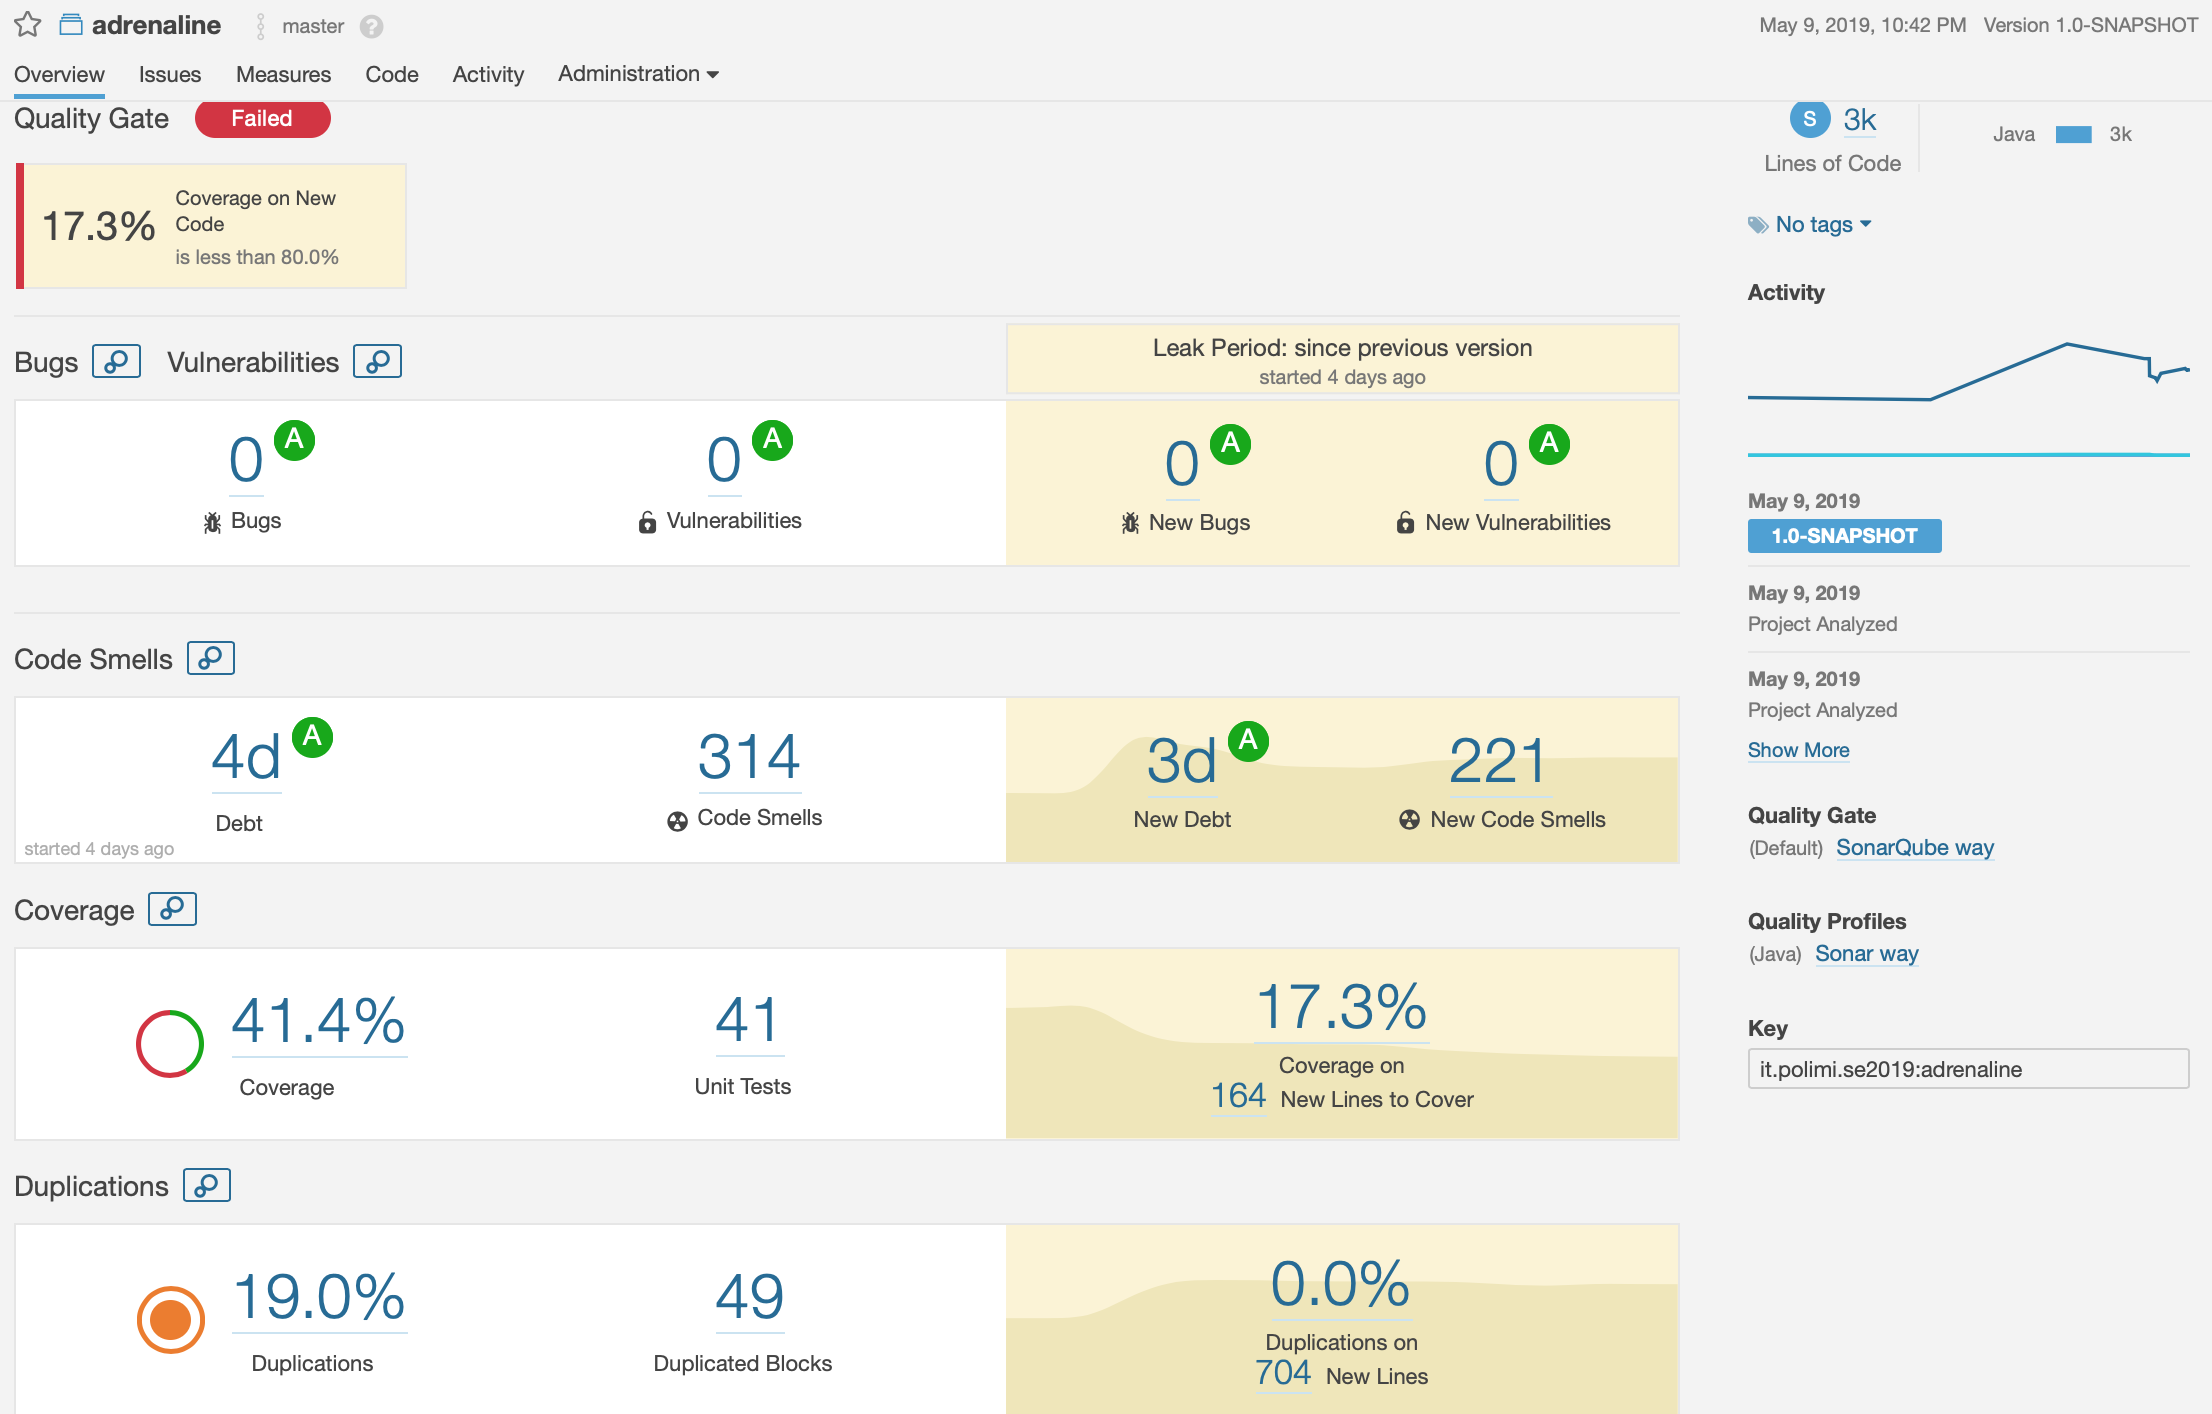 adrenaline master ? May 9, 2019, 10:42 PM Version 1.0-SNAPSHOT
Overview Issues Measures Code Activity Administration
Quality Gate Failed
17.3% Coverage on New
Code
is less than 80.0%
Bugs Vulnerabilities
Leak Period: since previous version
started 4 days ago
0 A
Bugs
0 A
Vulnerabilities
0 A
New Bugs
0 A
New Vulnerabilities
Code Smells
4d A
Debt
started 4 days ago
314
Code Smells
3d A
New Debt
221
New Code Smells
Coverage
41.4%
Coverage
41
Unit Tests
17.3%
Coverage on
164 New Lines to Cover
Duplications
19.0%
Duplications
49
Duplicated Blocks
0.0%
Duplications on
704 New Lines
S 3k
Lines of Code
Java 3k
No tags
Activity
May 9, 2019
1.0-SNAPSHOT
May 9, 2019
Project Analyzed
May 9, 2019
Project Analyzed
Show More
Quality Gate
(Default) SonarQube way
Quality Profiles
(Java) Sonar way
Key
it.polimi.se2019:adrenaline